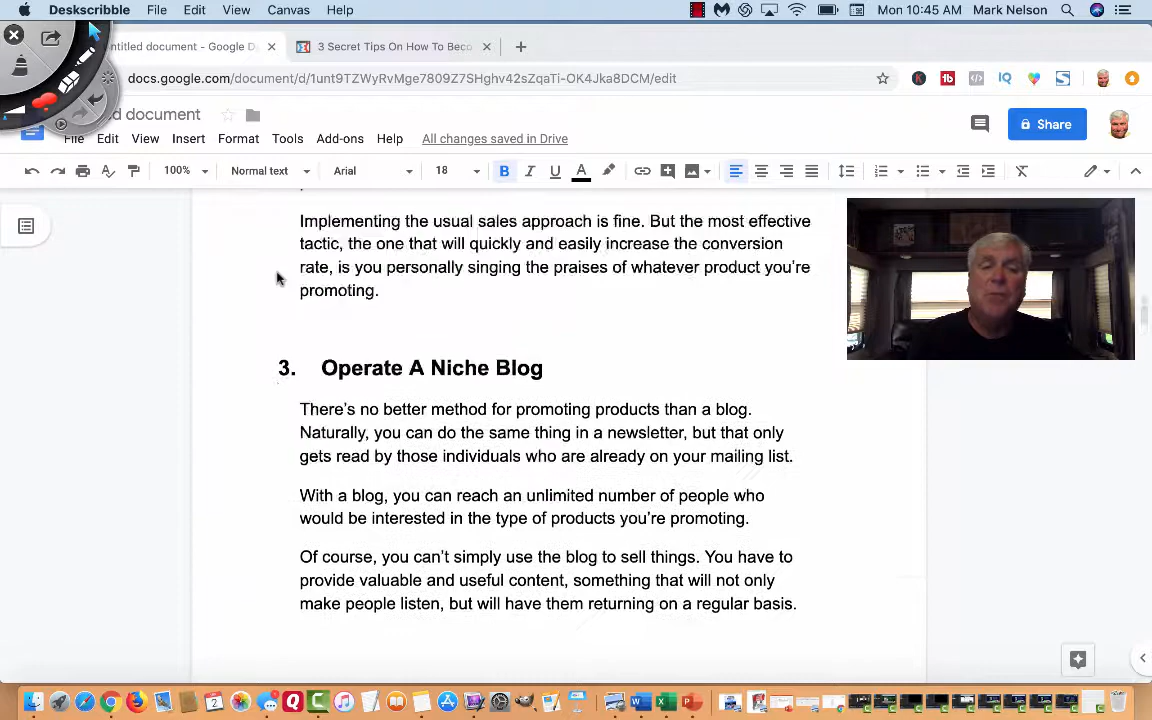 Deskscribble File Edit View Canvas Help Mon 10:45 AM Mark Nelson
ntitled document - Google D 3 Secret Tips On How To Beco
docs.google.com/document/d/1unt9TZWyRvMge7809Z7SHghv42sZqaTi-OK4Jka8DCM/edit
d document
File Edit View Insert Format Tools Add-ons Help All changes saved in Drive Share
100% Normal text Arial 18 B I U A
Implementing the usual sales approach is fine. But the most effective
tactic, the one that will quickly and easily increase the conversion
rate, is you personally singing the praises of whatever product you’re
promoting.
3. Operate A Niche Blog
There’s no better method for promoting products than a blog.
Naturally, you can do the same thing in a newsletter, but that only
gets read by those individuals who are already on your mailing list.
With a blog, you can reach an unlimited number of people who
would be interested in the type of products you’re promoting.
Of course, you can’t simply use the blog to sell things. You have to
provide valuable and useful content, something that will not only
make people listen, but will have them returning on a regular basis.